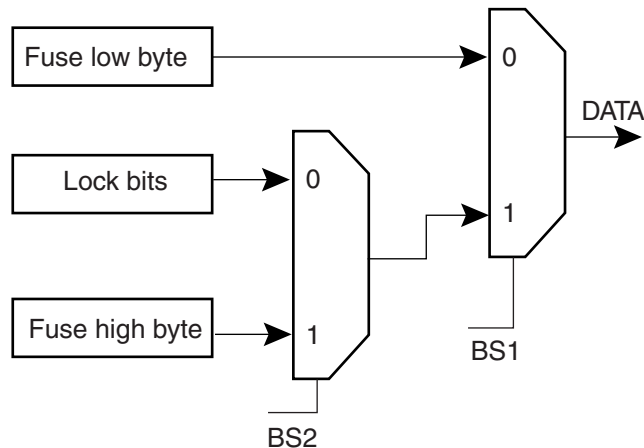 Fuse low byte
0
DATA
Lock bits
0
1
Fuse high byte
1
BS1
BS2